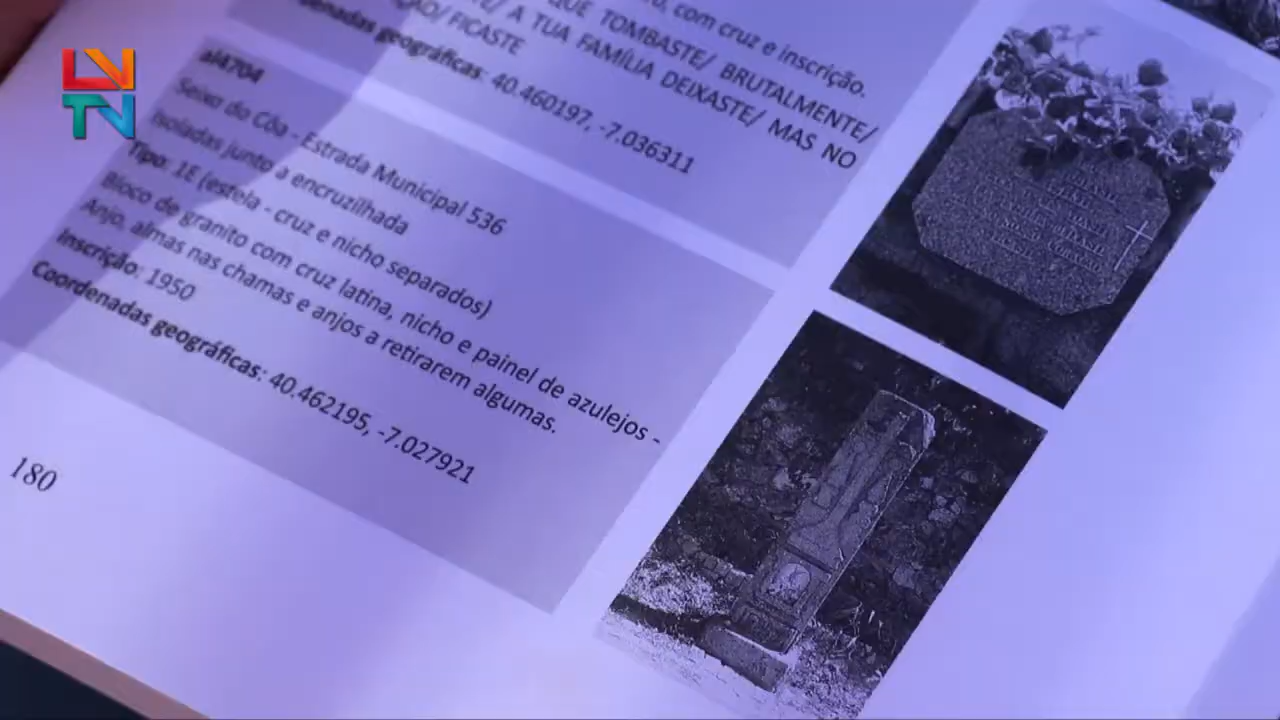 LVTN
com cruz e inscrição.
QUE TOMBASTE/ BRUTALMENTE/
A TUA FAMÍLIA DEIXASTE/ MAS NO
FICASTE
geográficas: 40.460197, -7.036311
al4704
Seixo do Côa - Estrada Municipal 536
Isoladas junto a encruzilhada
Tipo: 1E (estela - cruz e nicho separados)
Bloco de granito com cruz latina, nicho e painel de azulejos -
Anjo, almas nas chamas e anjos a retirarem algumas.
Inscrição: 1950
Coordenadas geográficas: 40.462195, -7.027921
180